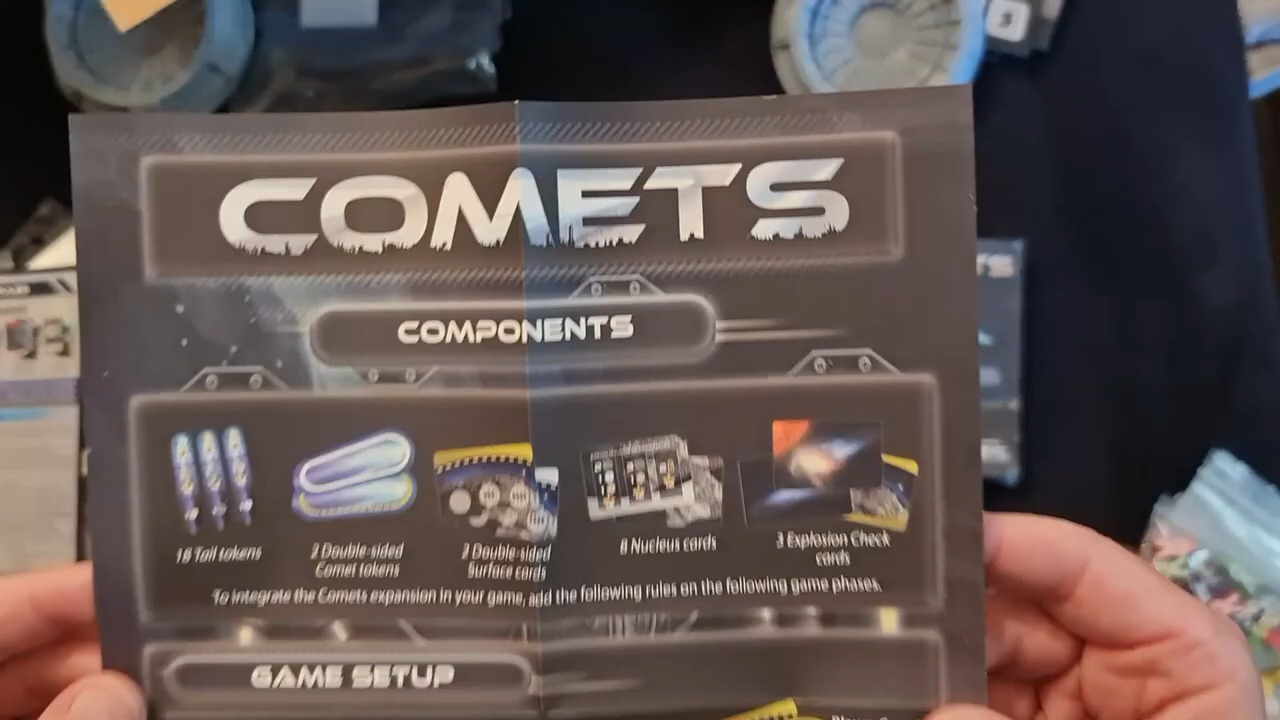 COMETS
COMPONENTS
18 Tail tokens
2 Double-sided
Comet tokens
2 Double-sided
Surface cards
8 Nucleus cards
3 Explosion Check
cards
To integrate the Comets expansion in your game, add the following rules on the following game phases.
GAME SETUP